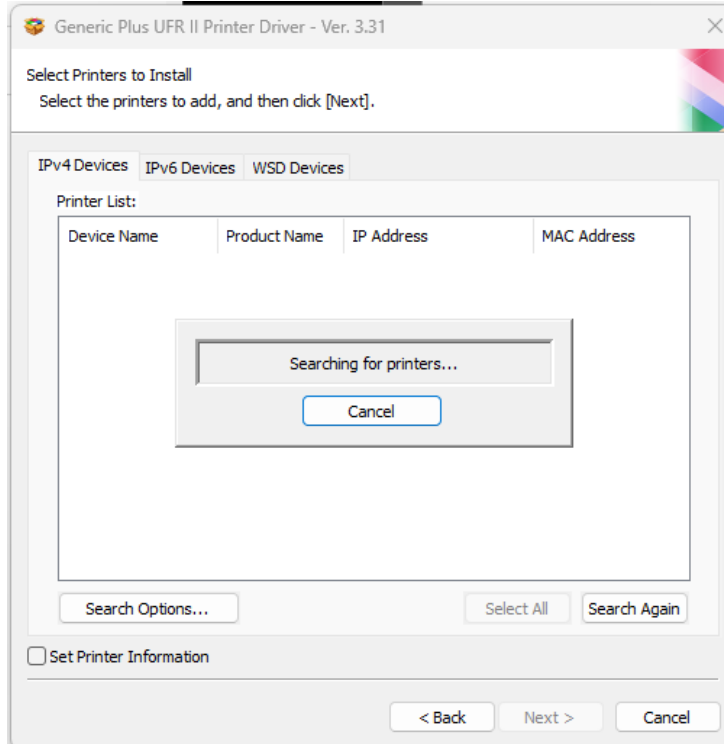 Generic Plus UFR II Printer Driver - Ver. 3.31
Select Printers to Install
Select the printers to add, and then click [Next].
IPv4 Devices IPv6 Devices WSD Devices
Printer List:
Device Name Product Name IP Address MAC Address
Searching for printers...
Cancel
Search Options... Select All Search Again
Set Printer Information
< Back Next > Cancel